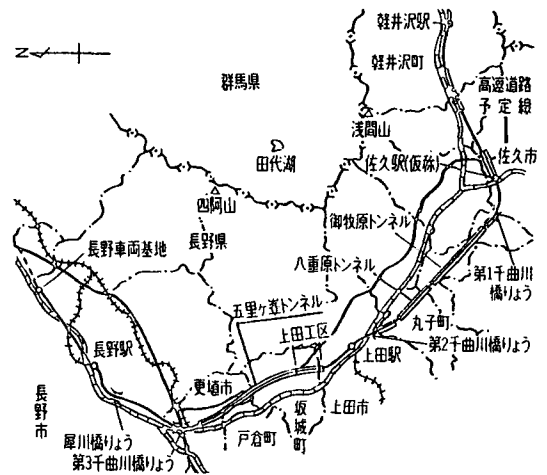 軽井沢駅
軽井沢町
群馬県
高速道路
予定線
浅間山
田代湖
佐久駅(仮称)
佐久市
四阿山
御牧原トンネル
長野県
長野車両基地
八重原トンネル
第1千曲川
橋りょう
五里ヶ峯トンネル
丸子町
上田工区
第2千曲川橋りょう
長野駅
上田駅
更埴市
長野市
坂城町
上田市
戸倉町
犀川橋りょう
第3千曲川橋りょう
N